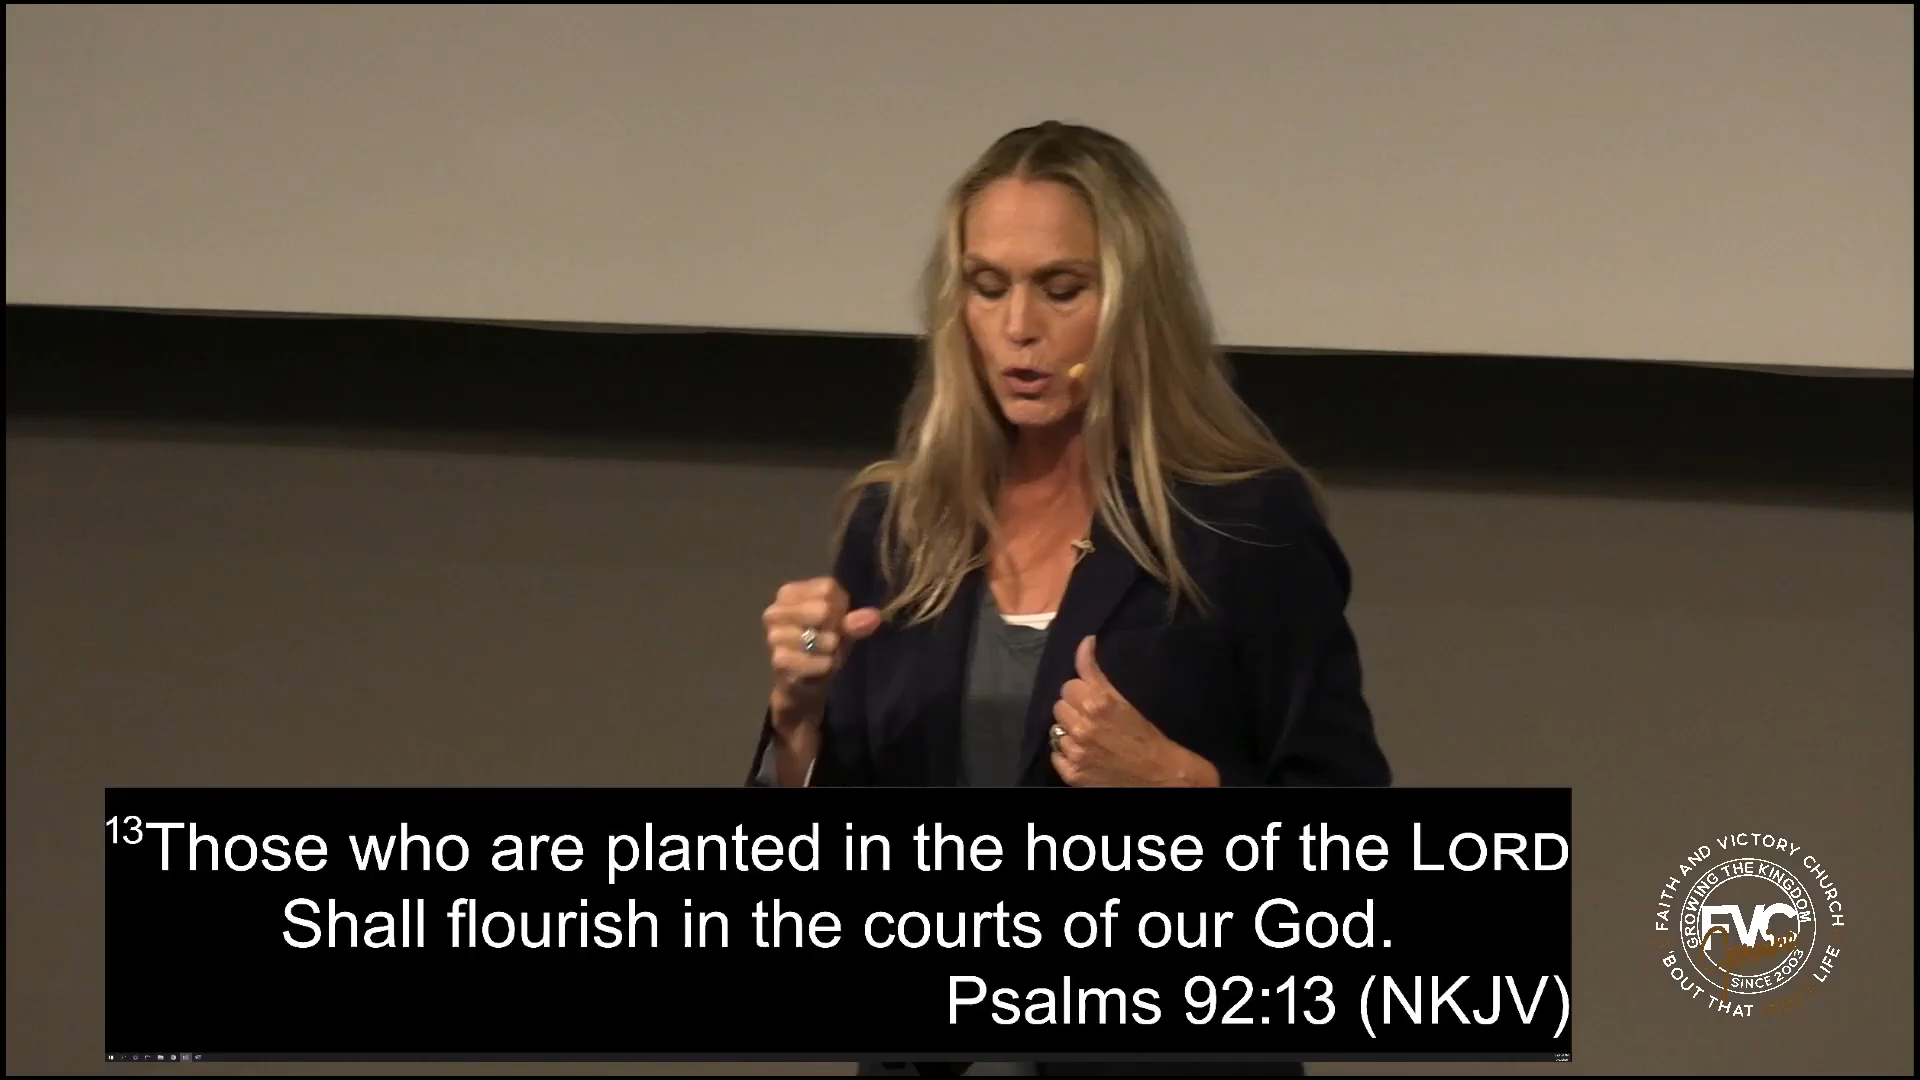 13Those who are planted in the house of the LORD
Shall flourish in the courts of our God.
Psalms 92:13 (NKJV)
FAITH AND VICTORY CHURCH
GROWING THE KINGDOM
FVC
SINCE 2003
'BOUT THAT
LIFE